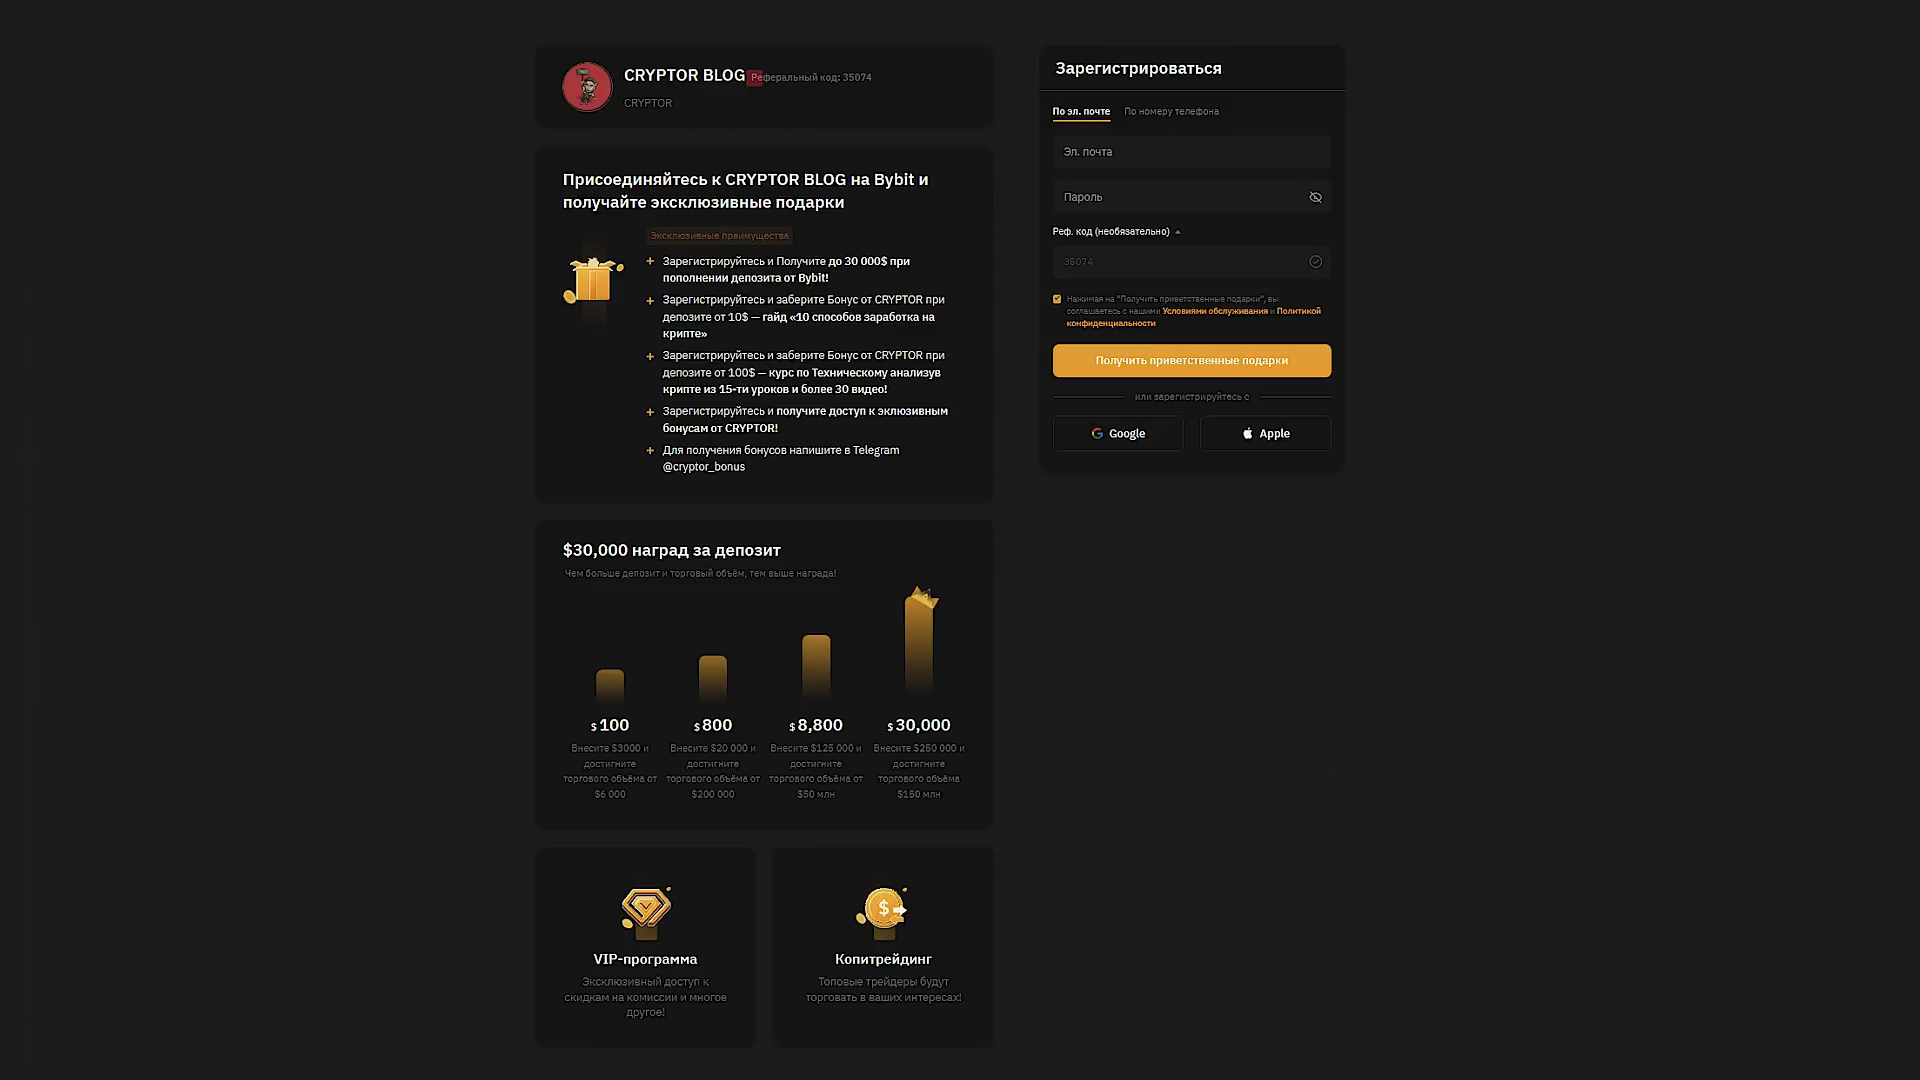 CRYPTOR BLOG
Реферальный код: 35074
CRYPTOR
Присоединяйтесь к CRYPTOR BLOG на Bybit и
получайте эксклюзивные подарки
Эксклюзивные преимущества
Зарегистрируйтесь и Получите до 30 000$ при
пополнении депозита от Bybit!
Зарегистрируйтесь и заберите Бонус от CRYPTOR при
депозите от 10$ — гайд «10 способов заработка на
крипте»
Зарегистрируйтесь и заберите Бонус от CRYPTOR при
депозите от 100$ — курс по Техническому анализув
крипте из 15-ти уроков и более 30 видео!
Зарегистрируйтесь и получите доступ к эклюзивным
бонусам от CRYPTOR!
Для получения бонусов напишите в Telegram
@cryptor_bonus
$30,000 наград за депозит
Чем больше депозит и торговый объём, тем выше награда!
$ 100
Внесите $3000 и
достигните
торгового объёма от
$6 000
$ 800
Внесите $20 000 и
достигните
торгового объёма от
$200 000
$ 8,800
Внесите $125 000 и
достигните
торгового объёма от
$50 млн
$ 30,000
Внесите $250 000 и
достигните
торгового объёма
$150 млн
VIP-программа
Эксклюзивный доступ к
скидкам на комиссии и многое
другое!
Копитрейдинг
Топовые трейдеры будут
торговать в ваших интересах!
Зарегистрироваться
По эл. почте
По номеру телефона
Эл. почта
Пароль
Реф. код (необязательно)
35074
Нажимая на "Получить приветственные подарки", вы
соглашаетесь с нашими Условиями обслуживания и Политикой
конфиденциальности
Получить приветственные подарки
или зарегистрируйтесь с
Google
Apple